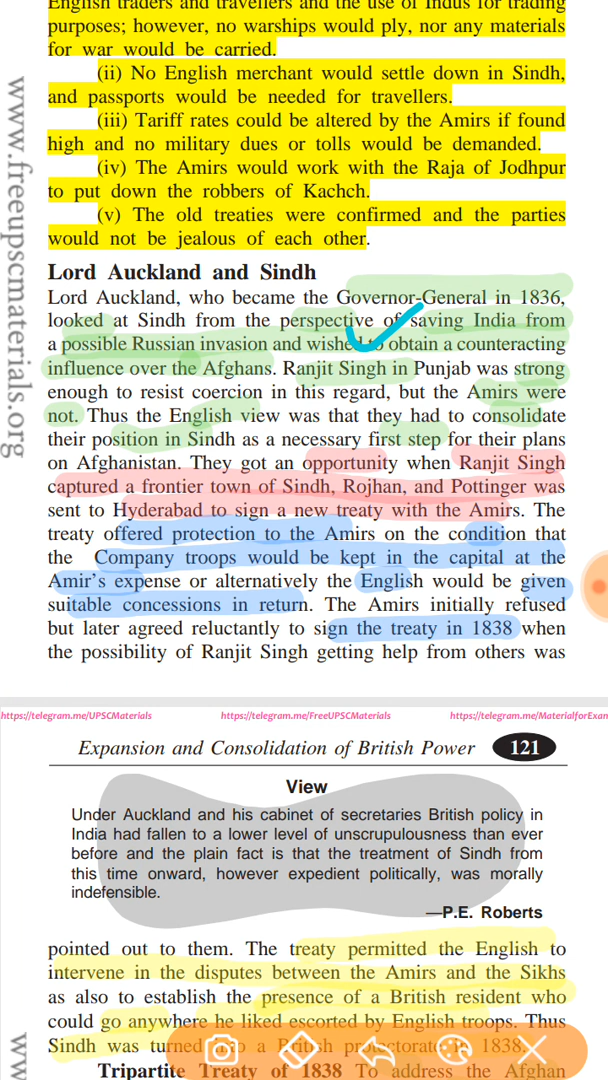 English traders and travellers and the use of Indus for trading
purposes; however, no warships would ply, nor any materials
for war would be carried.
(ii) No English merchant would settle down in Sindh,
and passports would be needed for travellers.
(iii) Tariff rates could be altered by the Amirs if found
high and no military dues or tolls would be demanded.
(iv) The Amirs would work with the Raja of Jodhpur
to put down the robbers of Kachch.
(v) The old treaties were confirmed and the parties
would not be jealous of each other.
www.freeupscmaterials.org
Lord Auckland and Sindh
Lord Auckland, who became the Governor-General in 1836,
looked at Sindh from the perspective of saving India from
a possible Russian invasion and wished to obtain a counteracting
influence over the Afghans. Ranjit Singh in Punjab was strong
enough to resist coercion in this regard, but the Amirs were
not. Thus the English view was that they had to consolidate
their position in Sindh as a necessary first step for their plans
on Afghanistan. They got an opportunity when Ranjit Singh
captured a frontier town of Sindh, Rojhan, and Pottinger was
sent to Hyderabad to sign a new treaty with the Amirs. The
treaty offered protection to the Amirs on the condition that
the Company troops would be kept in the capital at the
Amir's expense or alternatively the English would be given
suitable concessions in return. The Amirs initially refused
but later agreed reluctantly to sign the treaty in 1838 when
the possibility of Ranjit Singh getting help from others was
https://telegram.me/UPSCMaterials https://telegram.me/FreeUPSCMaterials https://telegram.me/MaterialforExam
Expansion and Consolidation of British Power 121
View
Under Auckland and his cabinet of secretaries British policy in
India had fallen to a lower level of unscrupulousness than ever
before and the plain fact is that the treatment of Sindh from
this time onward, however expedient politically, was morally
indefensible.
—P.E. Roberts
pointed out to them. The treaty permitted the English to
intervene in the disputes between the Amirs and the Sikhs
as also to establish the presence of a British resident who
could go anywhere he liked escorted by English troops. Thus
Sindh was turned into a British protectorate in 1838.
Tripartite Treaty of 1838 To address the Afghan